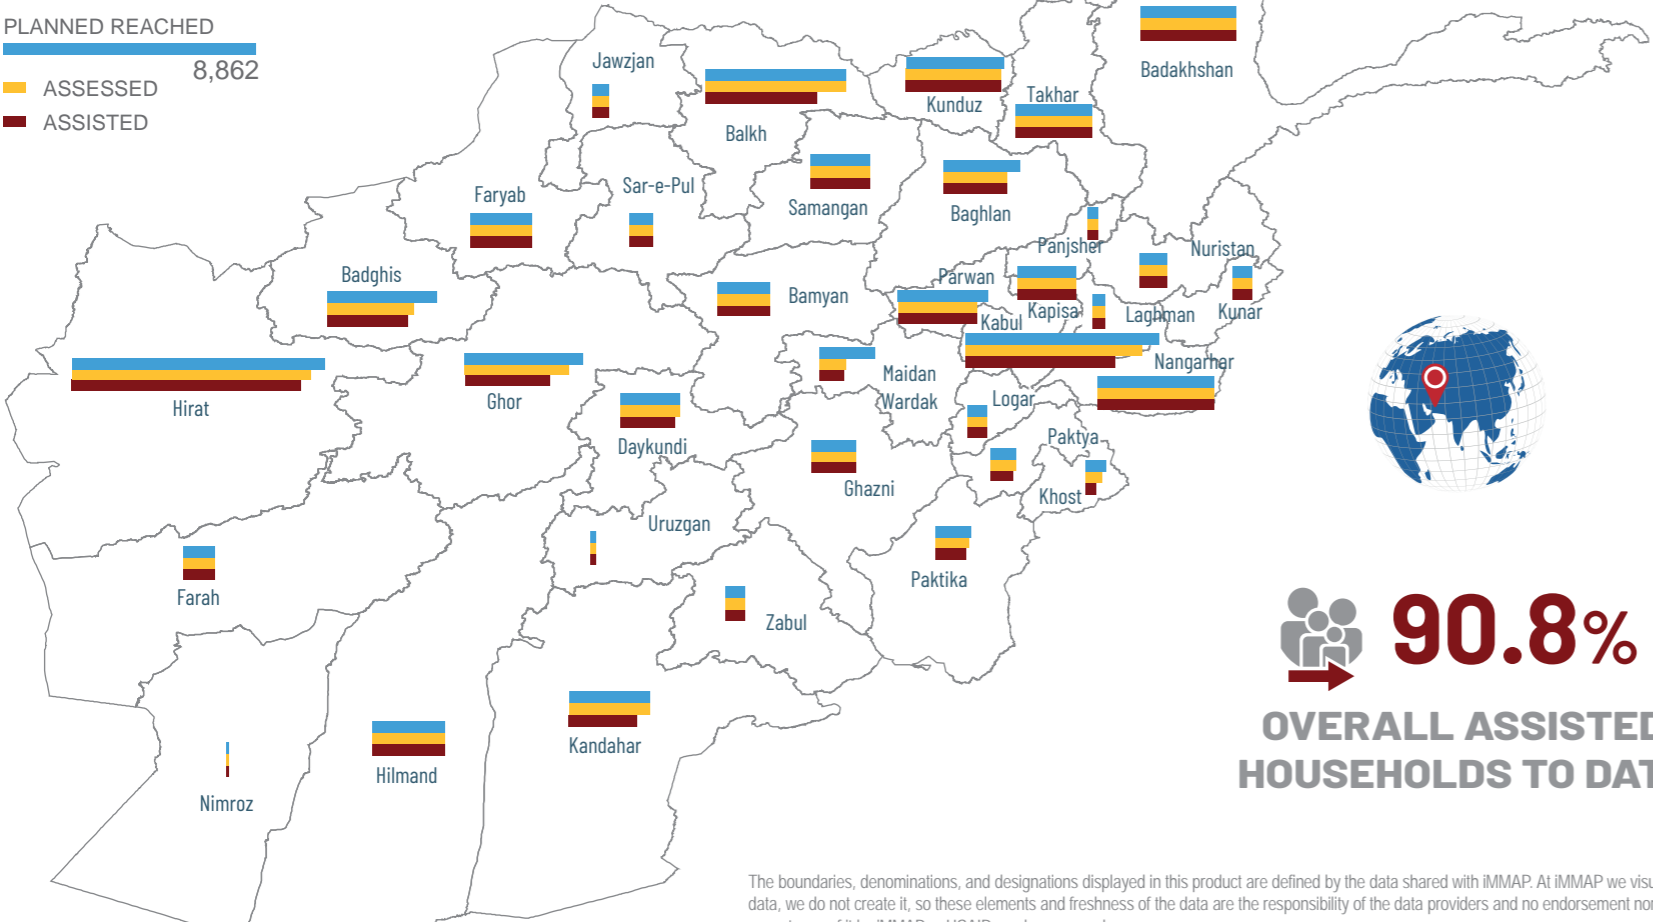 PLANNED REACHED
8,862
ASSESSED
ASSISTED
Jawzjan
Balkh
Kunduz
Takhar
Badakhshan
Faryab
Sar-e-Pul
Samangan
Baghlan
Panjsher
Nuristan
Badghis
Bamyan
Parwan
Kapisa
Laghman
Kunar
Kabul
Nangarhar
Hirat
Ghor
Maidan
Wardak
Logar
Daykundi
Paktya
Ghazni
Khost
Uruzgan
Paktika
Farah
Zabul
Kandahar
Hilmand
Nimroz
90.8%
OVERALL ASSISTED
HOUSEHOLDS TO DAT
The boundaries, denominations, and designations displayed in this product are defined by the data shared with iMMAP. At iMMAP we visu
data, we do not create it, so these elements and freshness of the data are the responsibility of the data providers and no endorsement nor